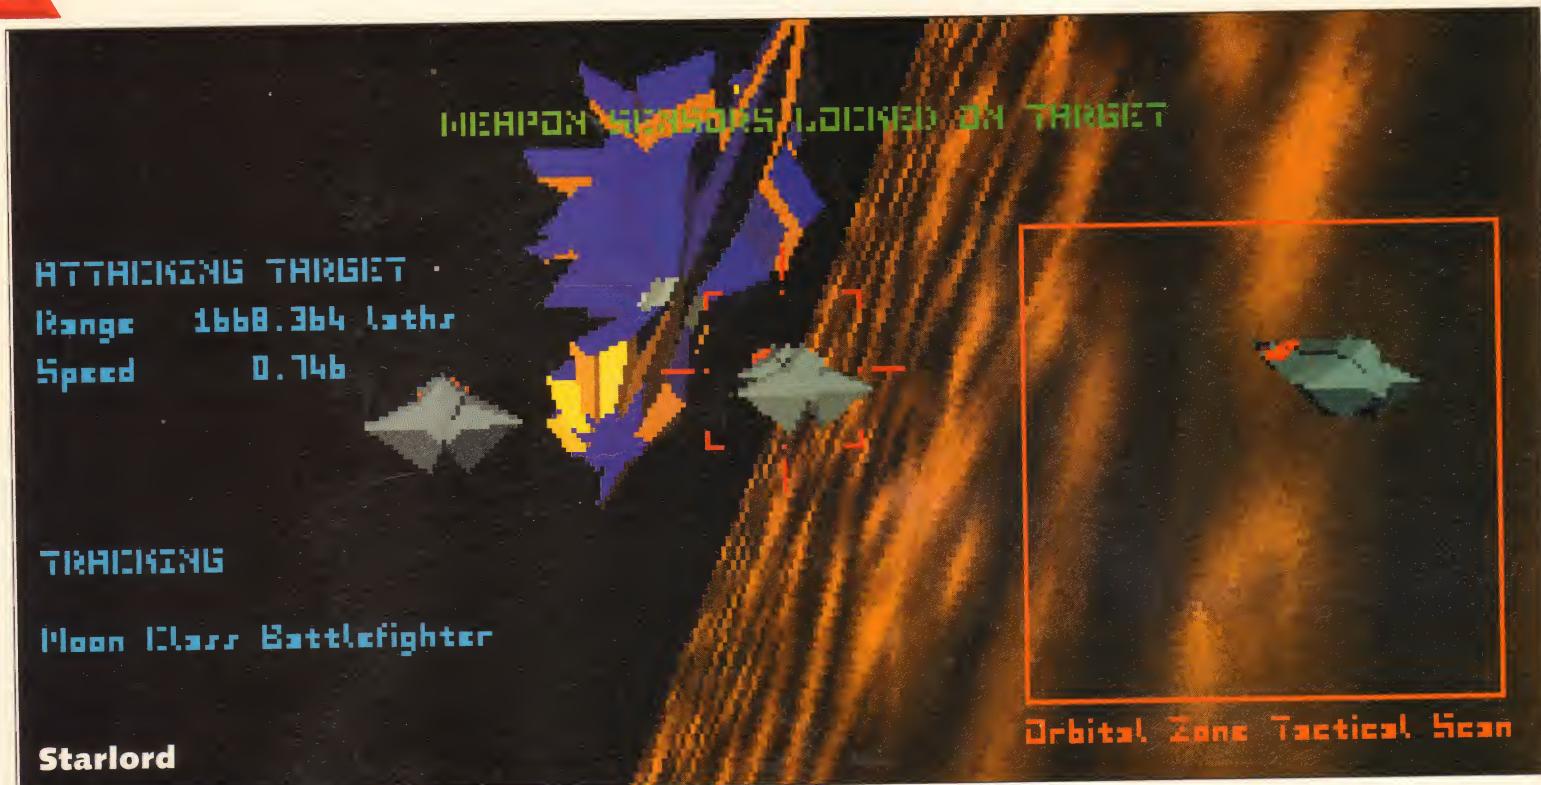 WEAPON SENSORS LOCKED ON TARGET
ATTACKING TARGET
Range 1668.364 laths
Speed 0.746
TRACKING
Moon Class Battlefighter
Orbital Zone Tactical Scan
Starlord